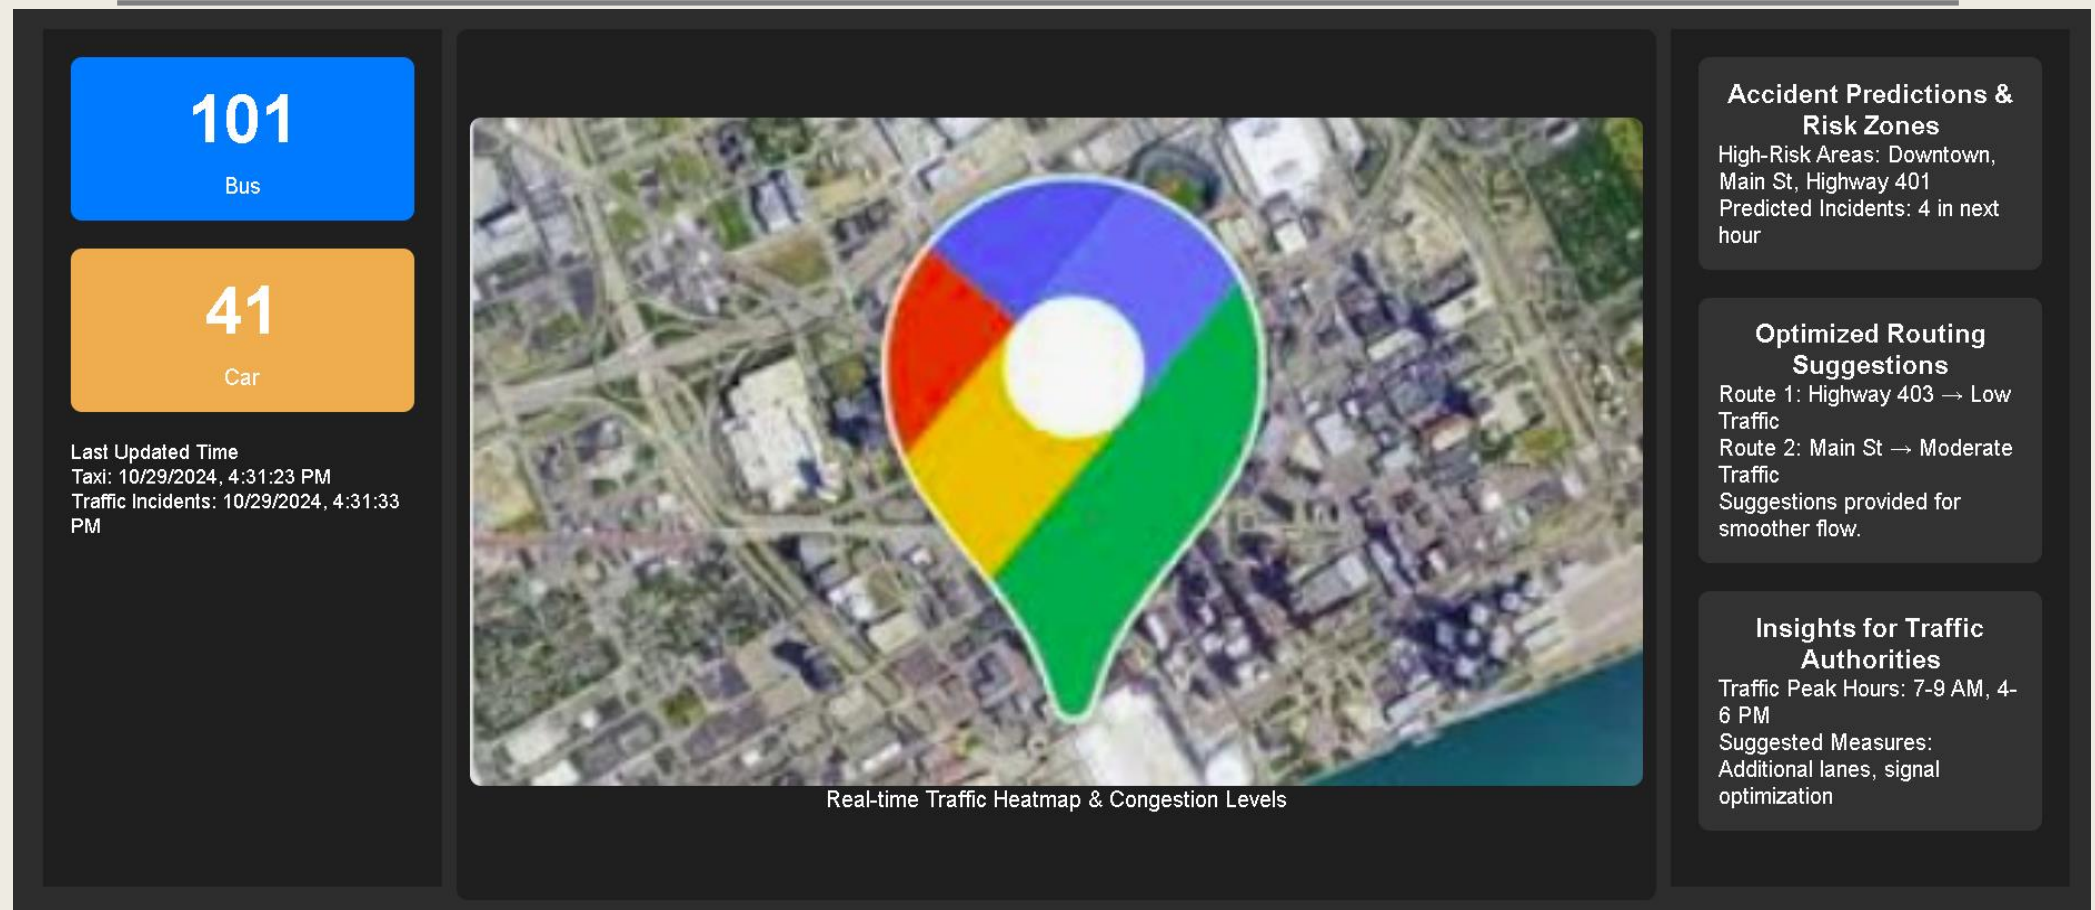 101
Bus
41
Car
Last Updated Time
Taxi: 10/29/2024, 4:31:23 PM
Traffic Incidents: 10/29/2024, 4:31:33
PM
Real-time Traffic Heatmap & Congestion Levels
Accident Predictions &
Risk Zones
High-Risk Areas: Downtown,
Main St, Highway 401
Predicted Incidents: 4 in next
hour
Optimized Routing
Suggestions
Route 1: Highway 403 → Low
Traffic
Route 2: Main St → Moderate
Traffic
Suggestions provided for
smoother flow.
Insights for Traffic
Authorities
Traffic Peak Hours: 7-9 AM, 4-
6 PM
Suggested Measures:
Additional lanes, signal
optimization